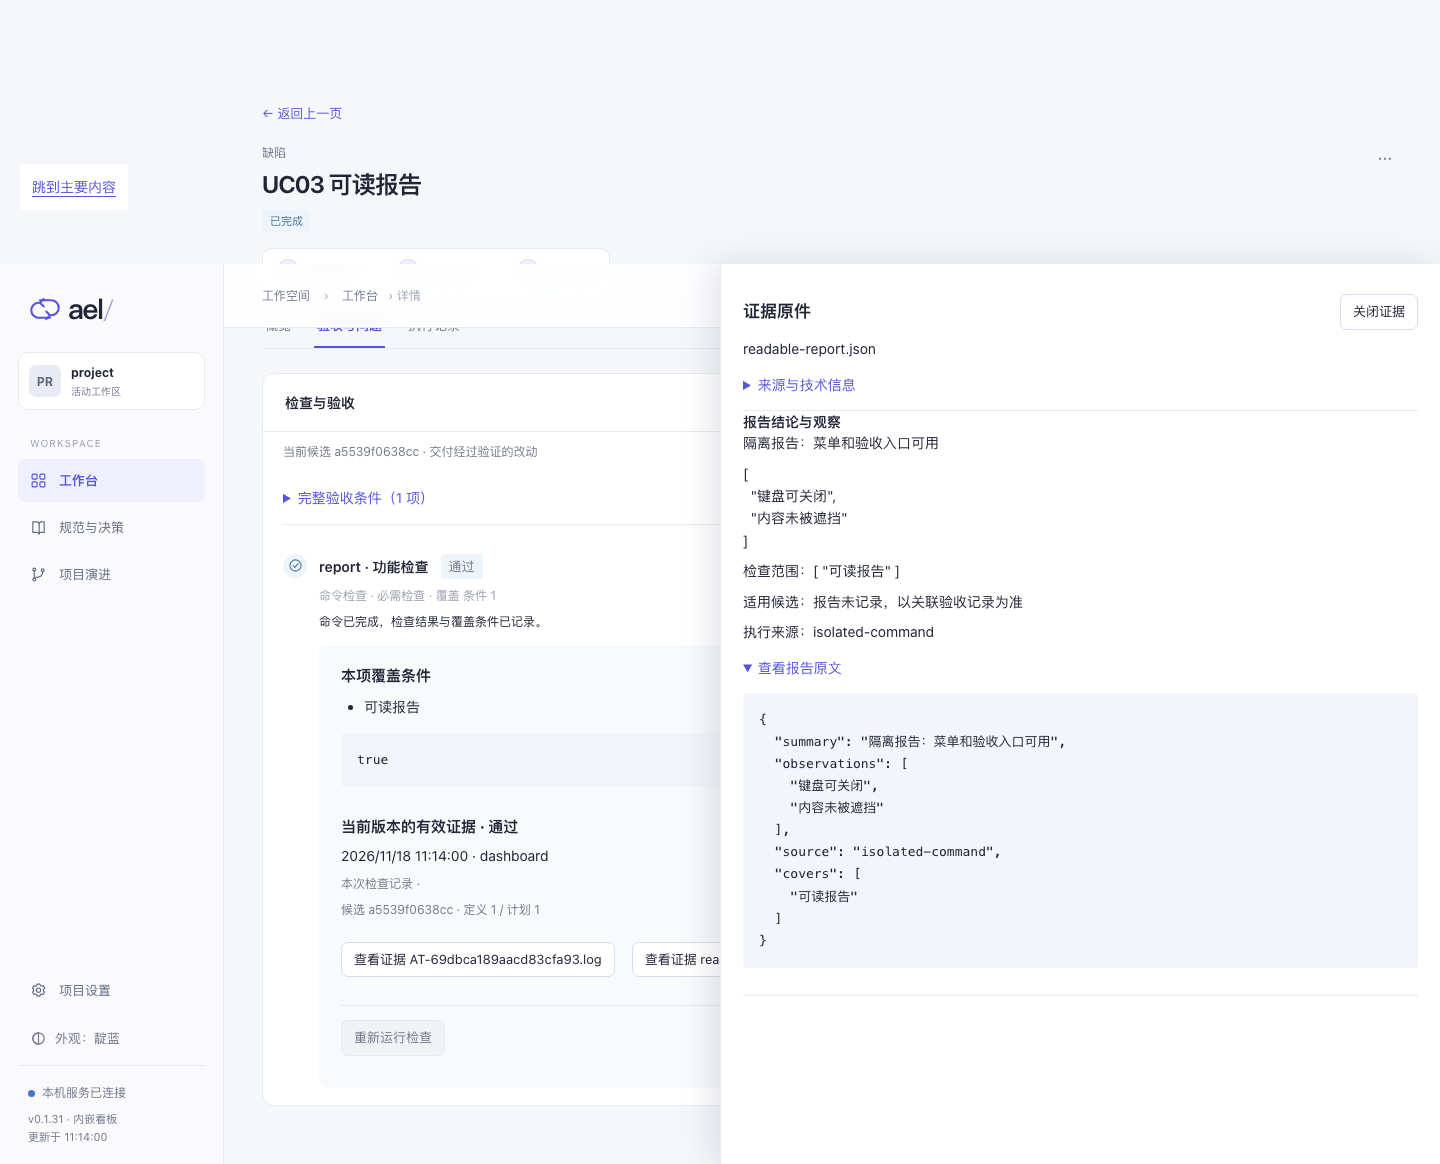 ← 返回上一页
缺陷
···
UC03 可读报告
跳到主要内容
已完成
工作空间 › 工作台 › 详情
验收与问题
执行记录
ael/
PR
project
活动工作区
WORKSPACE
工作台
规范与决策
项目演进
项目设置
外观：靛蓝
本机服务已连接
v0.1.31 · 内嵌看板
更新于 11:14:00
检查与验收
当前候选 a5539f0638cc · 交付经过验证的改动
▶ 完整验收条件（1 项）
report · 功能检查 通过
命令检查 · 必需检查 · 覆盖 条件 1
命令已完成，检查结果与覆盖条件已记录。
本项覆盖条件
• 可读报告
true
当前版本的有效证据 · 通过
2026/11/18 11:14:00 · dashboard
本次检查记录 ·
候选 a5539f0638cc · 定义 1 / 计划 1
查看证据 AT-69dbca189aacd83cfa93.log
查看证据 rea
重新运行检查
证据原件
关闭证据
readable-report.json
▶ 来源与技术信息
报告结论与观察
隔离报告：菜单和验收入口可用
[
"键盘可关闭",
"内容未被遮挡"
]
检查范围：[ "可读报告" ]
适用候选：报告未记录，以关联验收记录为准
执行来源：isolated-command
▼ 查看报告原文
{
"summary": "隔离报告：菜单和验收入口可用",
"observations": [
"键盘可关闭",
"内容未被遮挡"
],
"source": "isolated-command",
"covers": [
"可读报告"
]
}